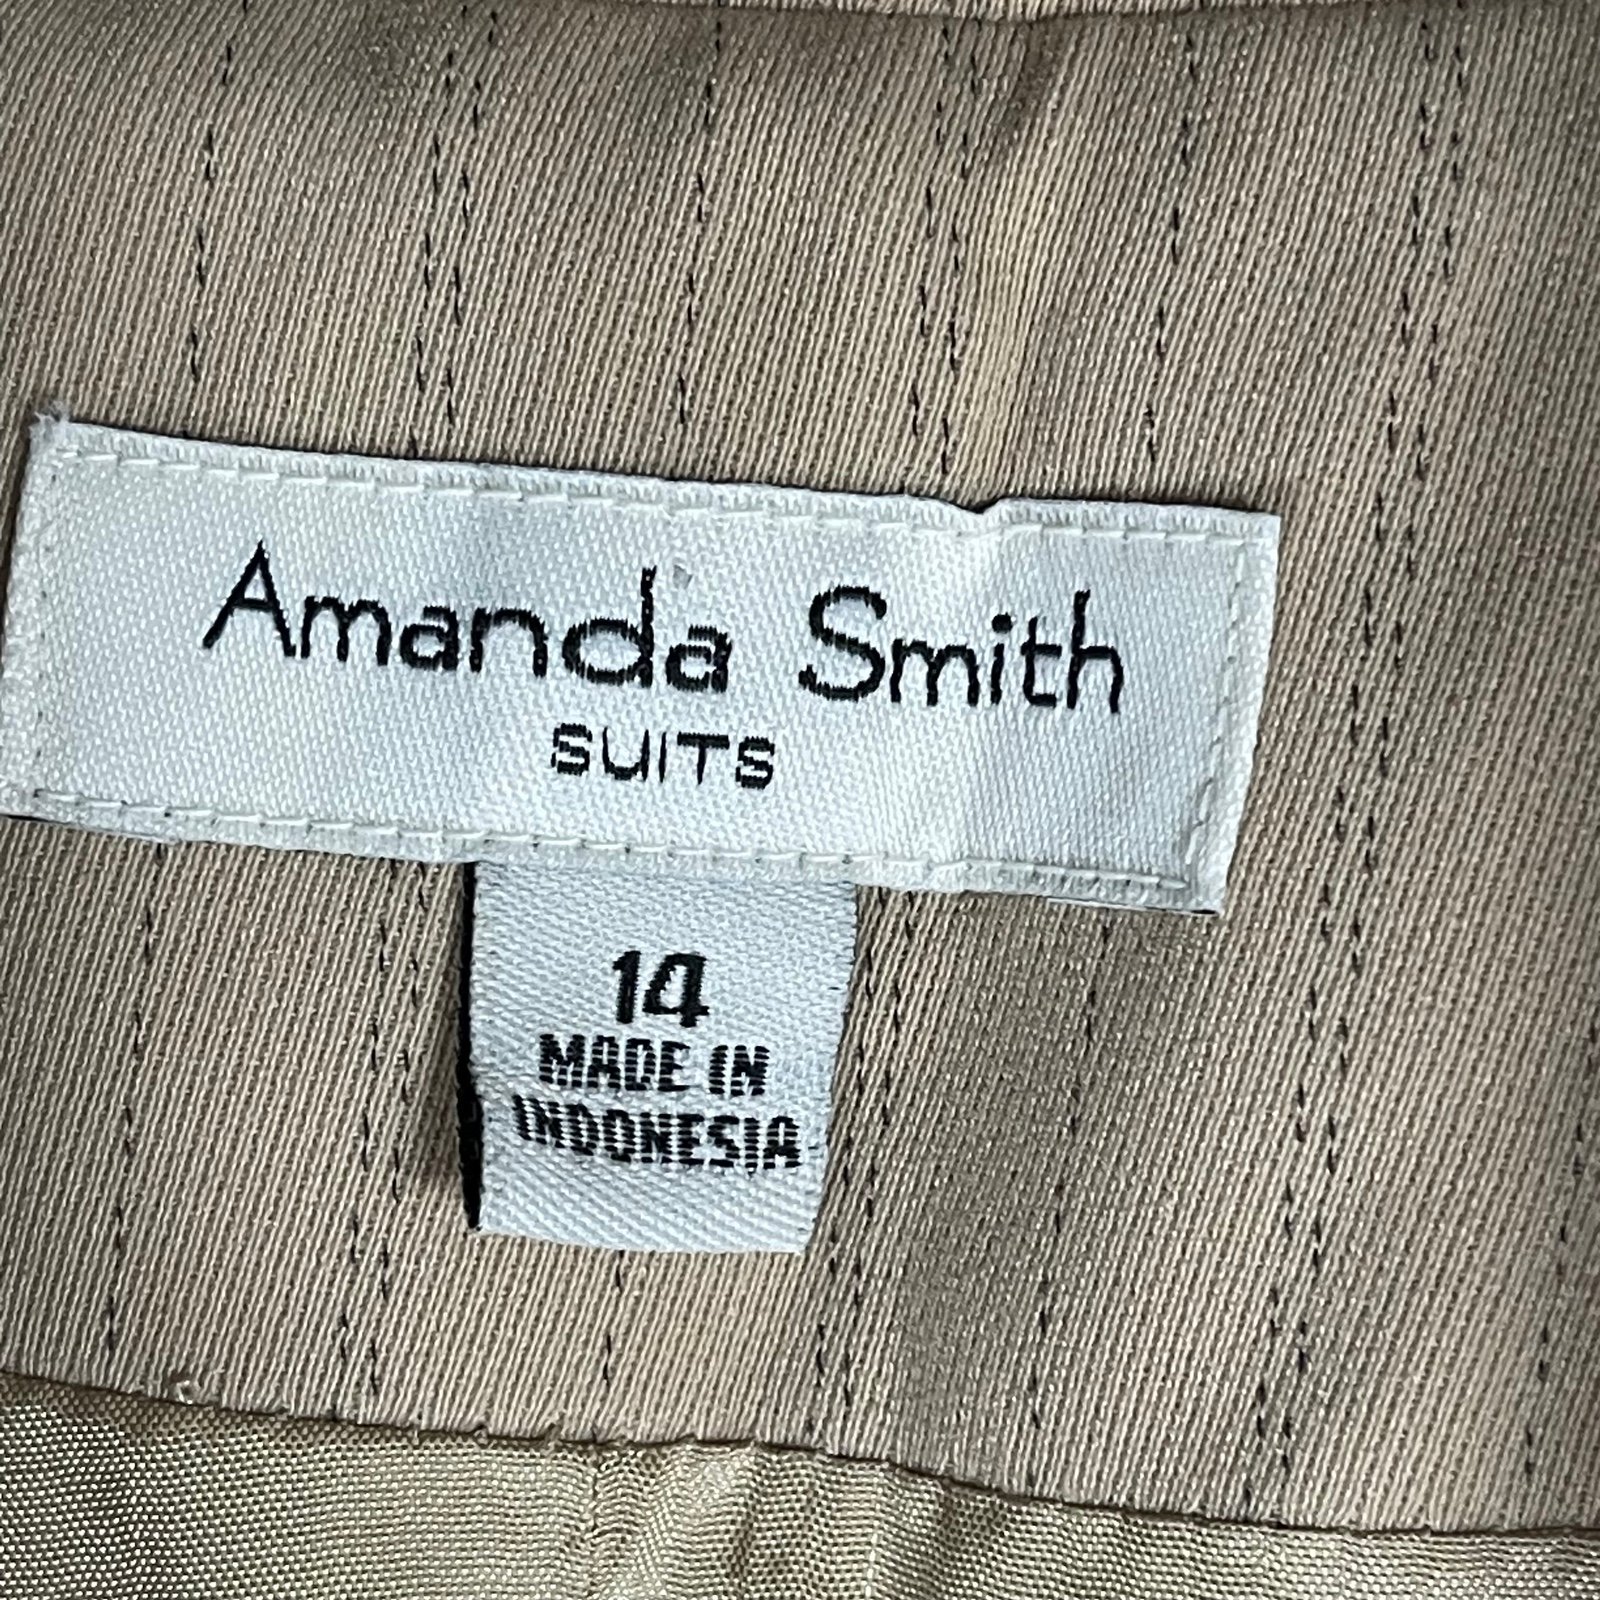 Amanda Smith
SUITS
14
MADE IN
INDONESIA